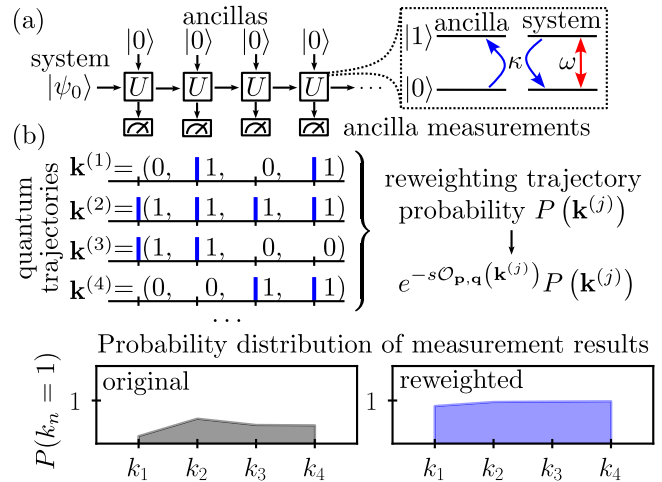 (a)
ancillas
|0⟩ |0⟩ |0⟩ |0⟩
system
|ψ₀⟩ U U U U ···
ancilla system
|1⟩
κ ω
|0⟩
ancilla measurements
(b)
quantum trajectories
k⁽¹⁾= (0, 1, 0, 1)
k⁽²⁾= (1, 1, 1, 1)
k⁽³⁾= (1, 1, 0, 0)
k⁽⁴⁾= (0, 0, 1, 1)
···
reweighting trajectory
probability P (k⁽ʲ⁾)
e^{-sO_{p,q}(k^{(j)})} P (k⁽ʲ⁾)
Probability distribution of measurement results
P(kₙ = 1)
original
1
k₁ k₂ k₃ k₄
reweighted
1
k₁ k₂ k₃ k₄